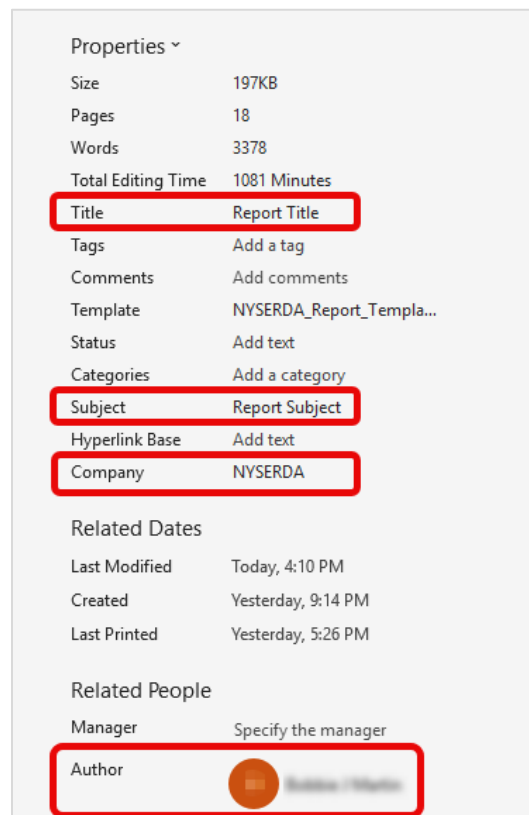 Properties
Size 197KB
Pages 18
Words 3378
Total Editing Time 1081 Minutes
Title Report Title
Tags Add a tag
Comments Add comments
Template NYSERDA_Report_Templa...
Status Add text
Categories Add a category
Subject Report Subject
Hyperlink Base Add text
Company NYSERDA
Related Dates
Last Modified Today, 4:10 PM
Created Yesterday, 9:14 PM
Last Printed Yesterday, 5:26 PM
Related People
Manager Specify the manager
Author